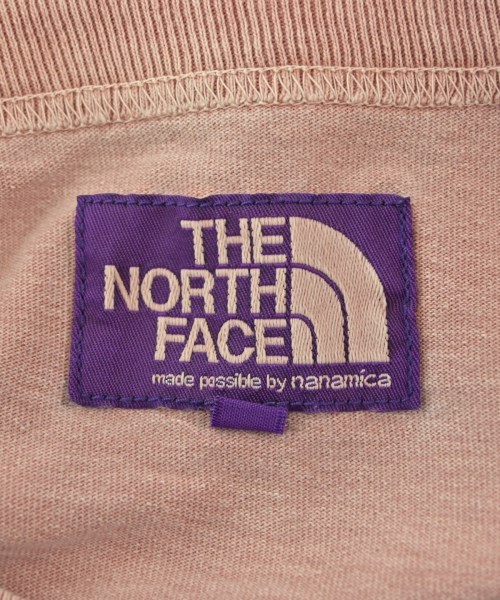 THE
NORTH
FACE
made possible by nanamica